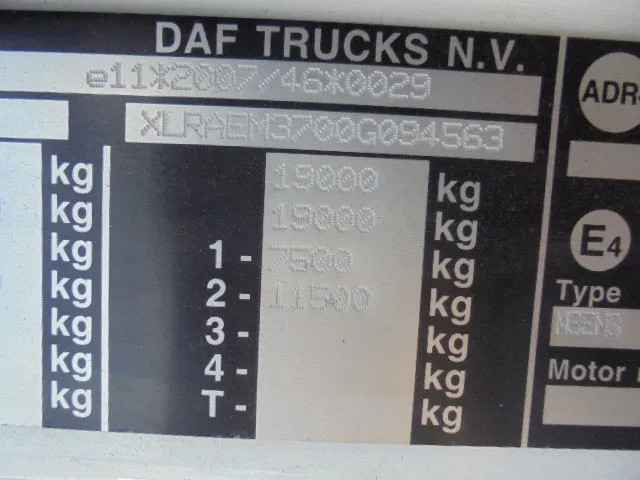 DAF TRUCKS N.V.
e11*2007/46*0029
ADR-
XLRAEM3700G094563
kg 19000 kg
kg 19000 kg
kg 1- 7500 kg
kg 2- 11500 kg
kg 3- kg
kg 4- kg
kg T- kg
E4
Type
Motor